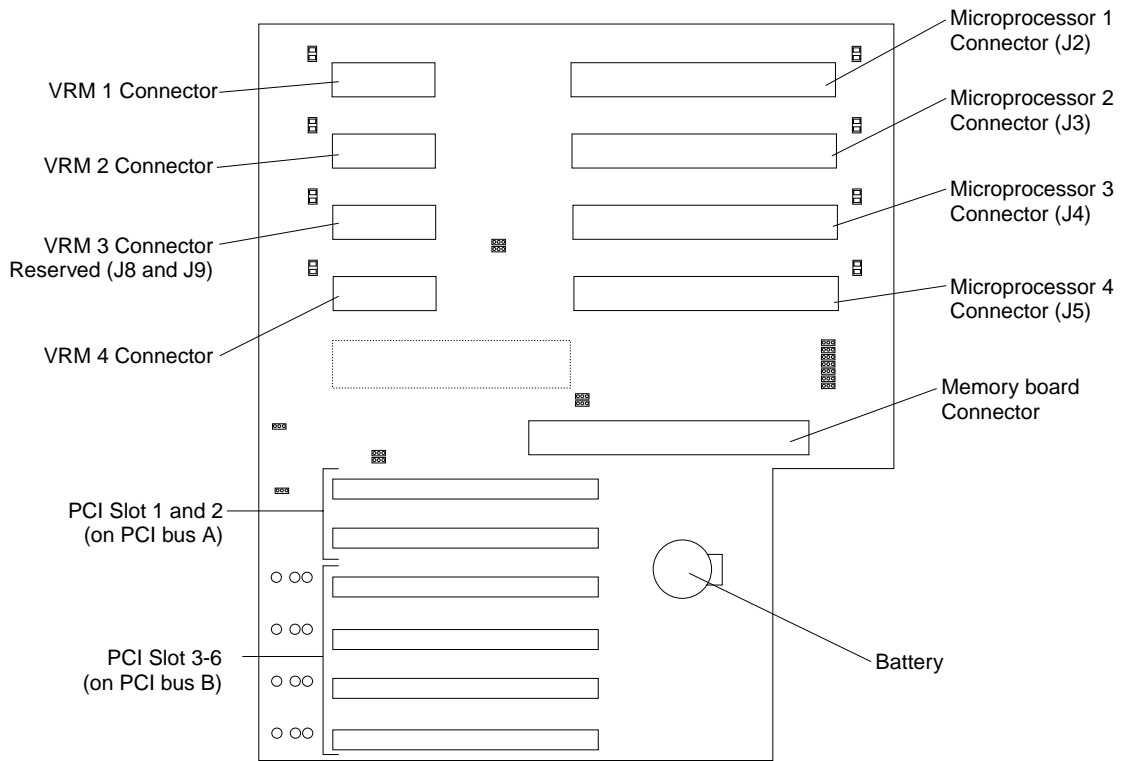 Microprocessor 1
Connector (J2)
VRM 1 Connector
Microprocessor 2
Connector (J3)
VRM 2 Connector
Microprocessor 3
Connector (J4)
VRM 3 Connector
Reserved (J8 and J9)
Microprocessor 4
Connector (J5)
VRM 4 Connector
Memory board
Connector
PCI Slot 1 and 2
(on PCI bus A)
PCI Slot 3-6
(on PCI bus B)
Battery